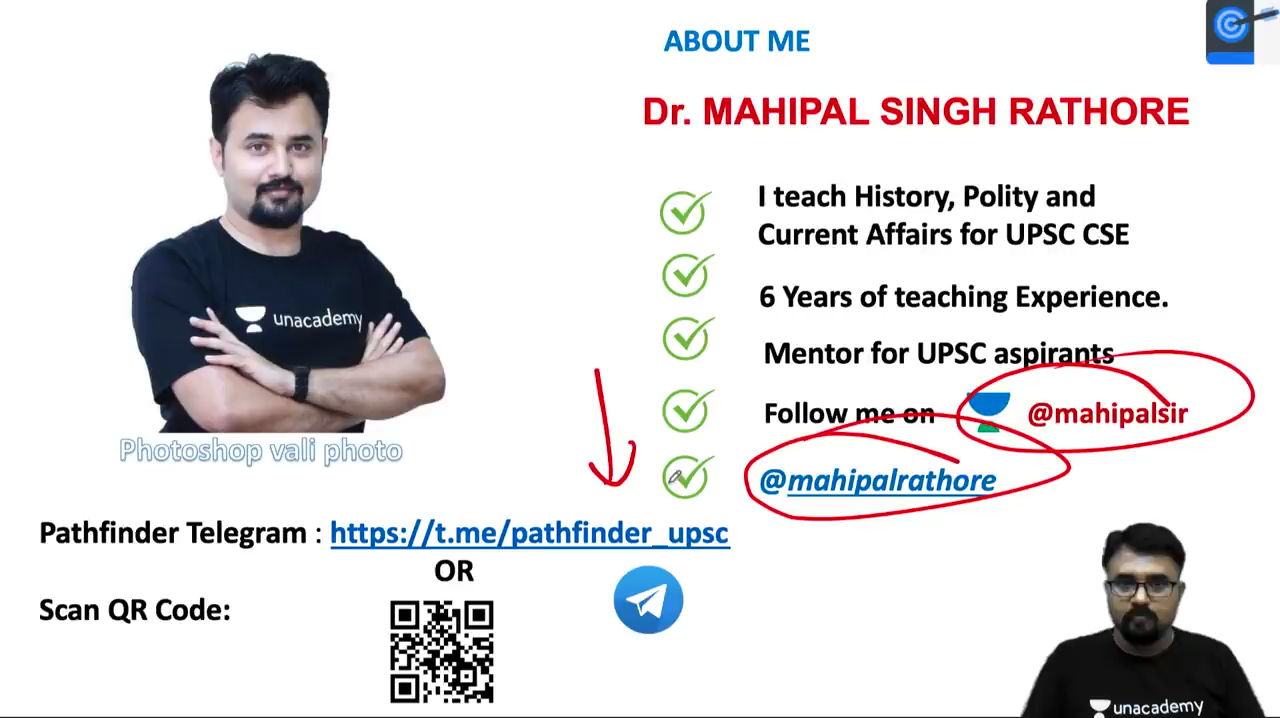 ABOUT ME
Dr. MAHIPAL SINGH RATHORE
I teach History, Polity and
Current Affairs for UPSC CSE
6 Years of teaching Experience.
Mentor for UPSC aspirants
Follow me on @mahipalsir
@mahipalrathore
unacademy
Photoshop vali photo
Pathfinder Telegram : https://t.me/pathfinder_upsc
OR
Scan QR Code:
unacademy